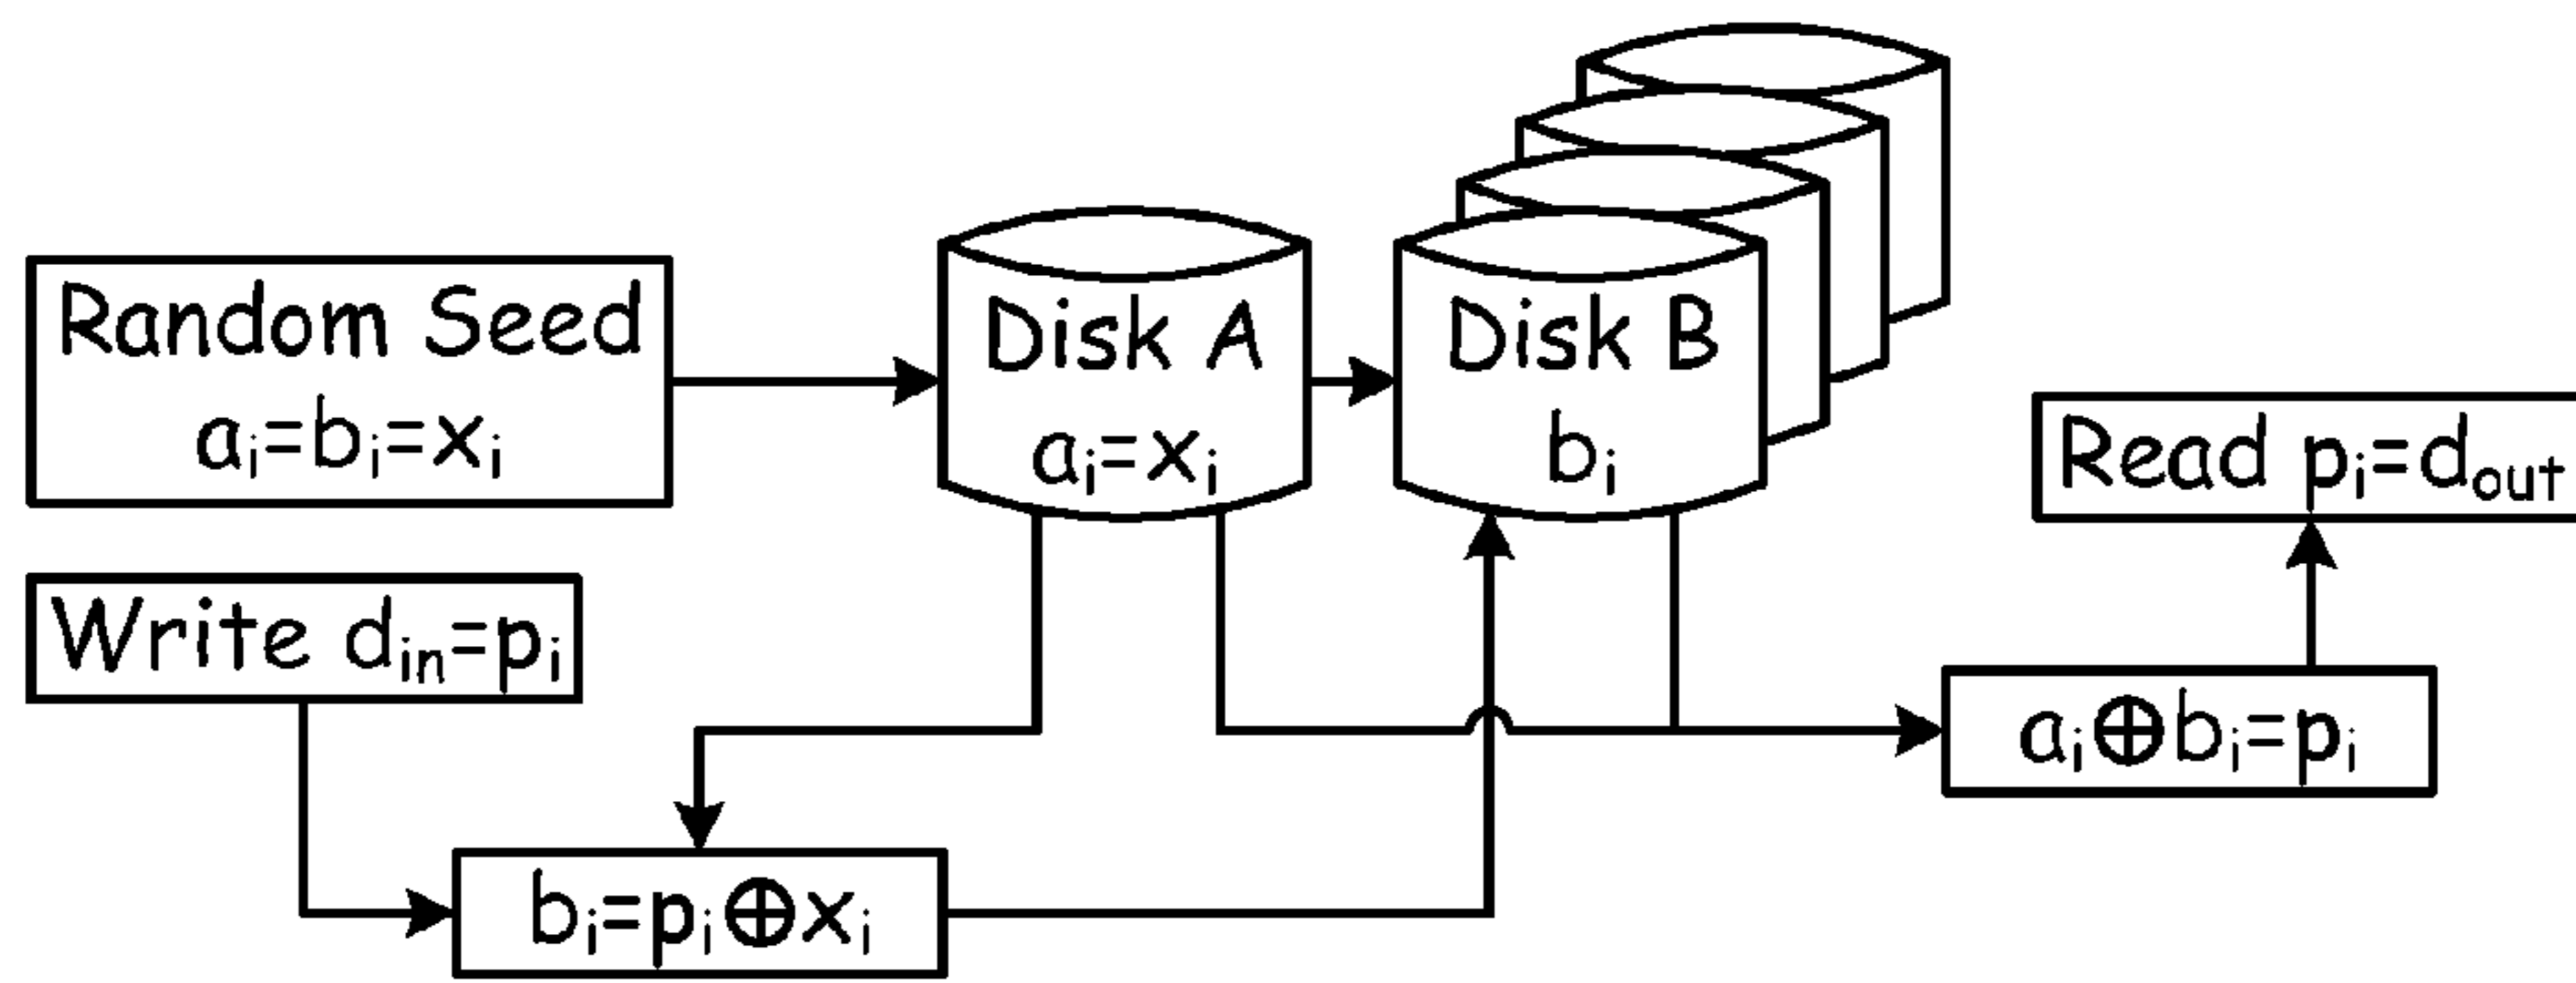 Random Seed
aᵢ=bᵢ=xᵢ
Disk A
aᵢ=xᵢ
Disk B
bᵢ
Read pᵢ=dₒᵤₜ
Write dᵢₙ=pᵢ
aᵢ⊕bᵢ=pᵢ
bᵢ=pᵢ⊕xᵢ